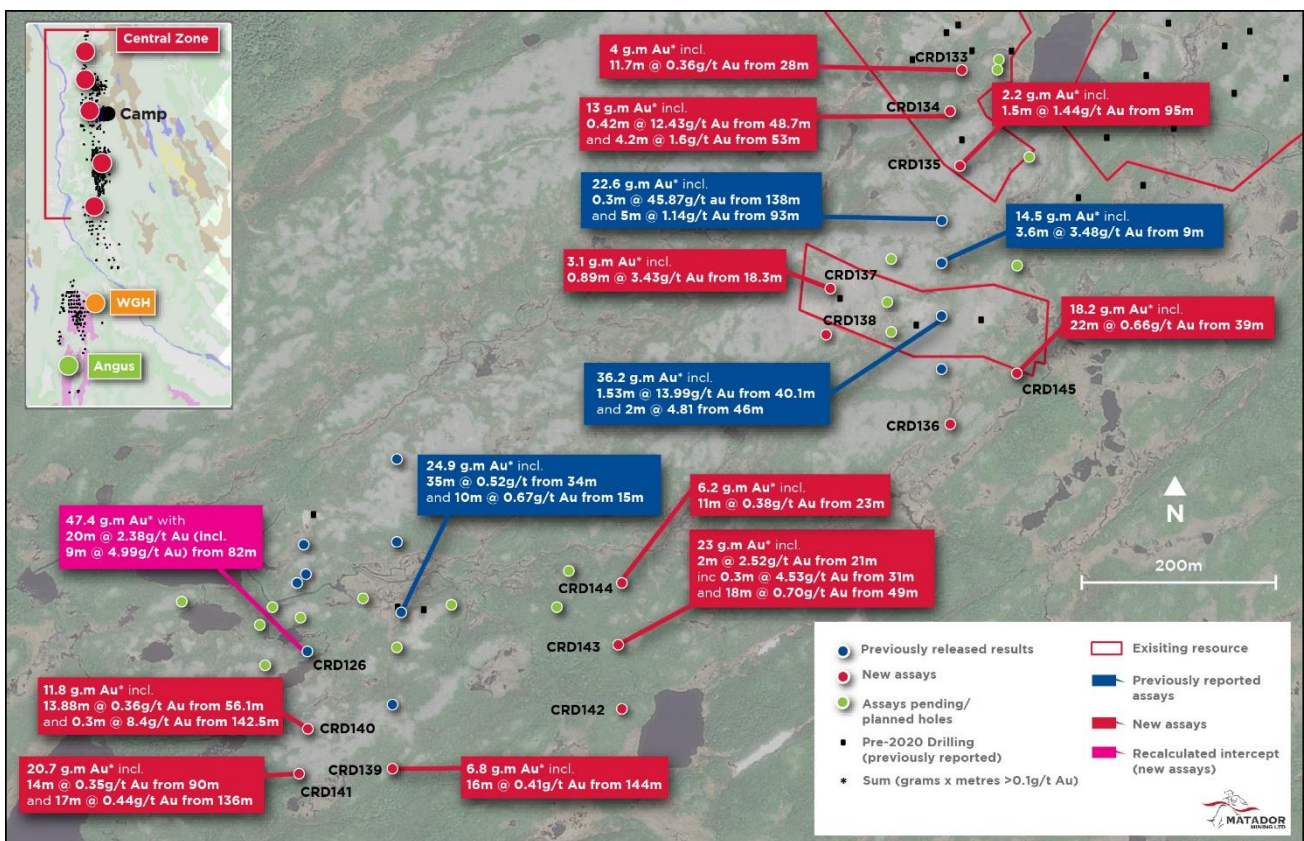 Central Zone
Camp
WGH
Angus
4 g.m Au* incl.
11.7m @ 0.36g/t Au from 28m
CRD133
13 g.m Au* incl.
0.42m @ 12.43g/t Au from 48.7m
and 4.2m @ 1.6g/t Au from 53m
CRD134
2.2 g.m Au* incl.
1.5m @ 1.44g/t Au from 95m
CRD135
22.6 g.m Au* incl.
0.3m @ 45.87g/t au from 138m
and 5m @ 1.14g/t Au from 93m
14.5 g.m Au* incl.
3.6m @ 3.48g/t Au from 9m
3.1 g.m Au* incl.
0.89m @ 3.43g/t Au from 18.3m
CRD137
CRD138
18.2 g.m Au* incl.
22m @ 0.66g/t Au from 39m
CRD145
36.2 g.m Au* incl.
1.53m @ 13.99g/t Au from 40.1m
and 2m @ 4.81 from 46m
CRD136
24.9 g.m Au* incl.
35m @ 0.52g/t from 34m
and 10m @ 0.67g/t Au from 15m
6.2 g.m Au* incl.
11m @ 0.38g/t Au from 23m
47.4 g.m Au* with
20m @ 2.38g/t Au (incl.
9m @ 4.99g/t Au) from 82m
23 g.m Au* incl.
2m @ 2.52g/t Au from 21m
inc 0.3m @ 4.53g/t Au from 31m
and 18m @ 0.70g/t Au from 49m
CRD144
CRD143
CRD126
CRD142
11.8 g.m Au* incl.
13.88m @ 0.36g/t Au from 56.1m
and 0.3m @ 8.4g/t Au from 142.5m
CRD140
20.7 g.m Au* incl.
14m @ 0.35g/t Au from 90m
and 17m @ 0.44g/t Au from 136m
CRD141
CRD139
6.8 g.m Au* incl.
16m @ 0.41g/t Au from 144m
N
200m
Previously released results
New assays
Assays pending/
planned holes
Pre-2020 Drilling
(previously reported)
* Sum (grams x metres >0.1g/t Au)
Exisiting resource
Previously reported
assays
New assays
Recalculated intercept
(new assays)
MATADOR
MINING LTD